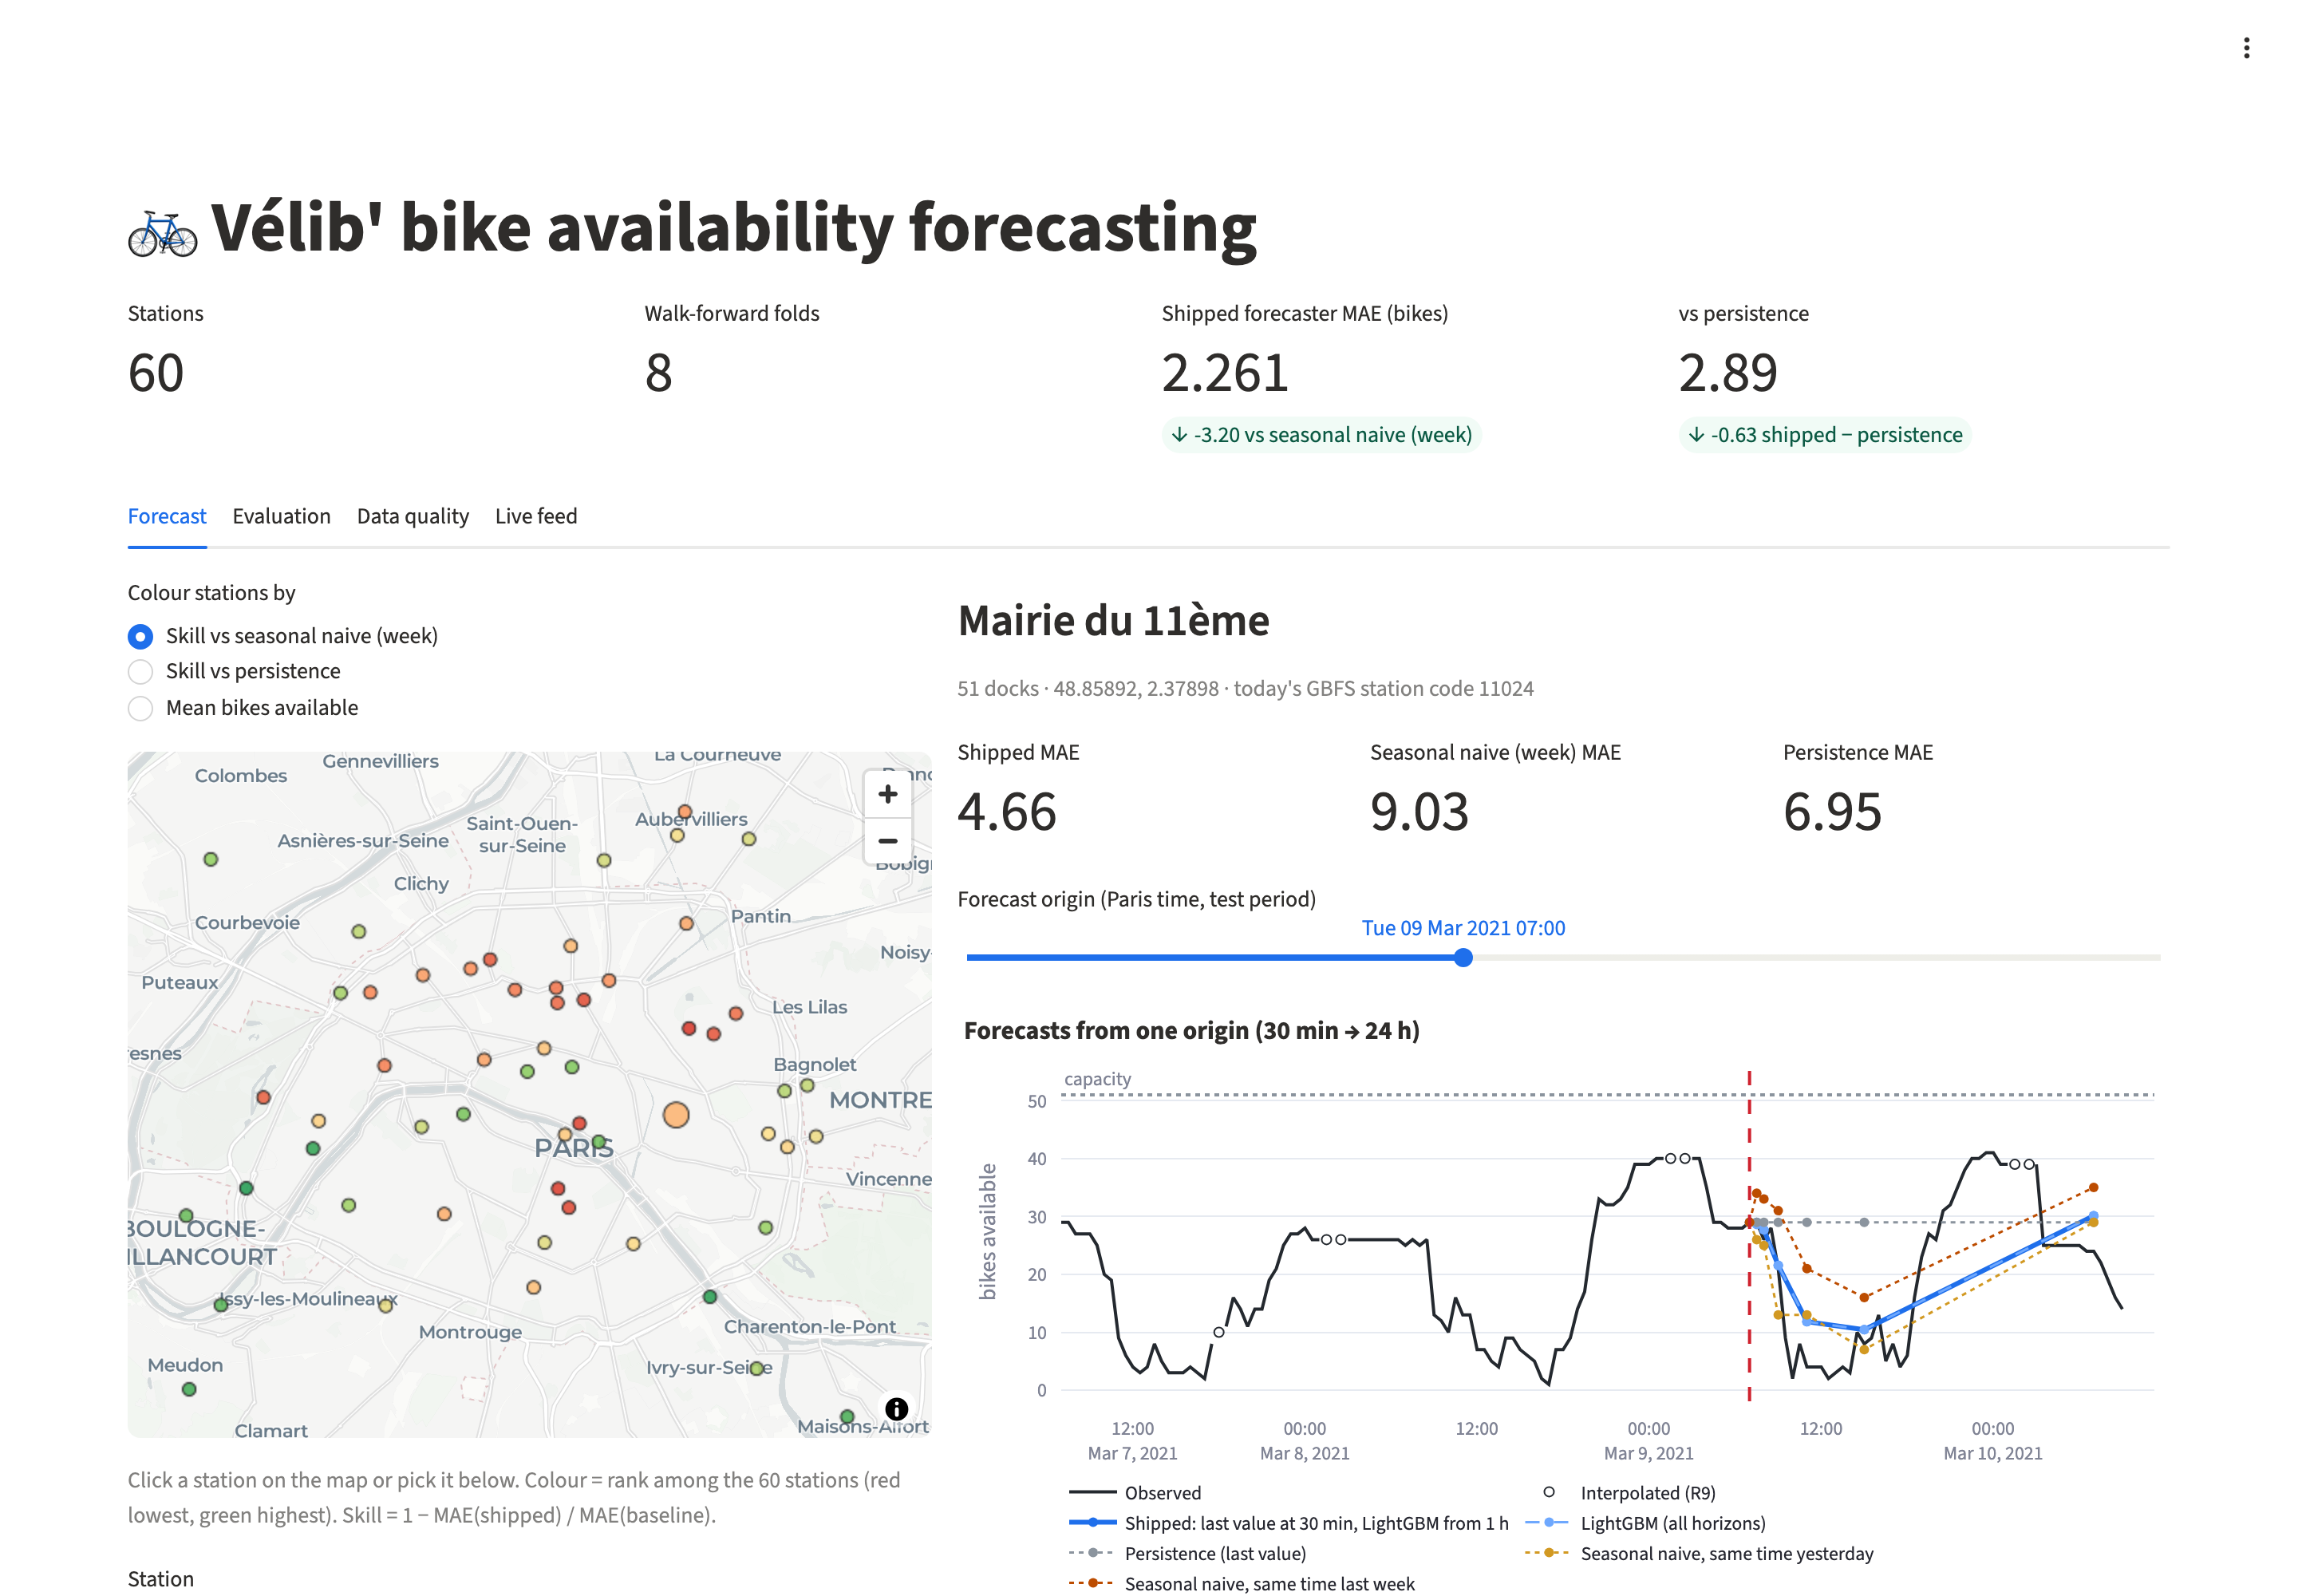 Vélib' bike availability forecasting
Stations
60
Walk-forward folds
8
Shipped forecaster MAE (bikes)
2.261
↓ -3.20 vs seasonal naive (week)
vs persistence
2.89
↓ -0.63 shipped − persistence
Forecast Evaluation Data quality Live feed
Colour stations by
Skill vs seasonal naive (week)
Skill vs persistence
Mean bikes available
Colombes
Gennevilliers
La Courneuve
Asnières-sur-Seine
Saint-Ouen-
sur-Seine
Aubervilliers
Clichy
Courbevoie
Pantin
Noisy-
Puteaux
Les Lilas
resnes
Bagnolet
MONTRE
PARIS
Vincenne
BOULOGNE-
ILLANCOURT
Issy-les-Moulineaux
Montrouge
Charenton-le-Pont
Meudon
Ivry-sur-Seine
Clamart
Maisons-Alfort
+
−
Click a station on the map or pick it below. Colour = rank among the 60 stations (red
lowest, green highest). Skill = 1 − MAE(shipped) / MAE(baseline).
Station
Mairie du 11ème
51 docks · 48.85892, 2.37898 · today's GBFS station code 11024
Shipped MAE
4.66
Seasonal naive (week) MAE
9.03
Persistence MAE
6.95
Forecast origin (Paris time, test period)
Tue 09 Mar 2021 07:00
Forecasts from one origin (30 min → 24 h)
capacity
bikes available
50
40
30
20
10
0
12:00 00:00 12:00 00:00 12:00 00:00
Mar 7, 2021 Mar 8, 2021 Mar 9, 2021 Mar 10, 2021
Observed
Interpolated (R9)
Shipped: last value at 30 min, LightGBM from 1 h
LightGBM (all horizons)
Persistence (last value)
Seasonal naive, same time yesterday
Seasonal naive, same time last week